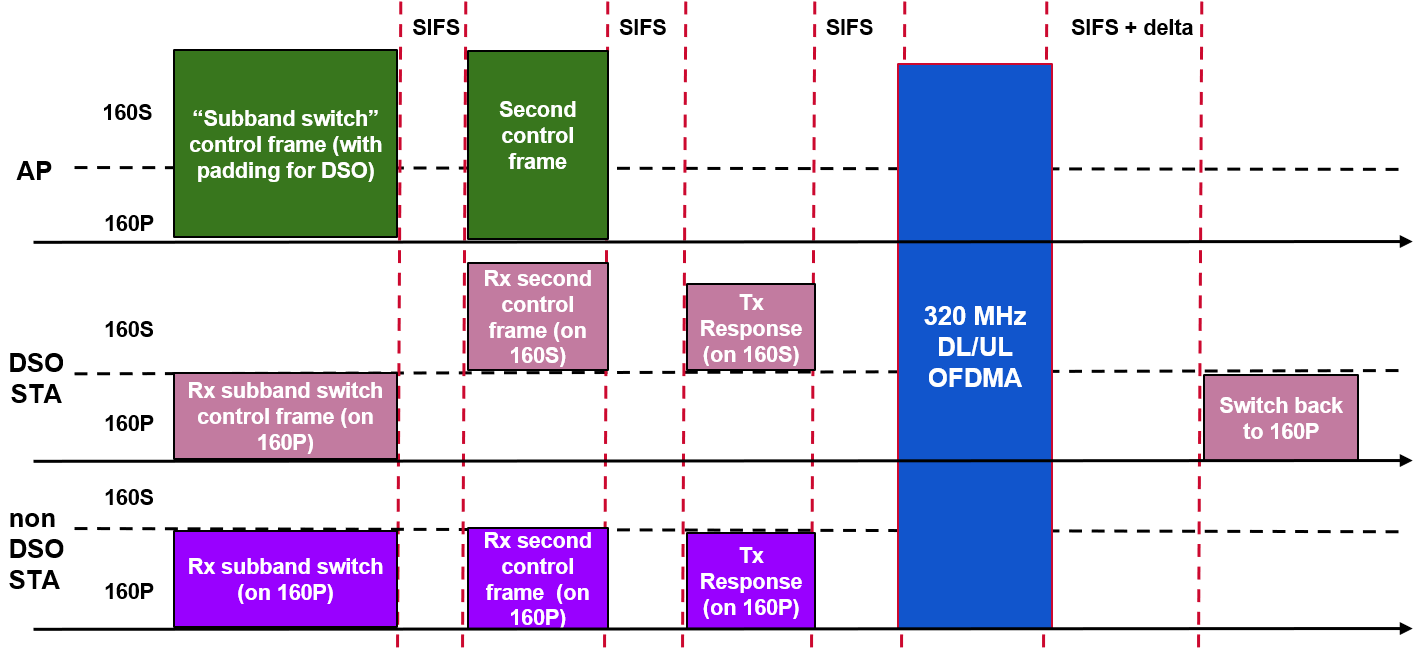 SIFS
SIFS
SIFS
SIFS + delta
AP
160S
160P
“Subband switch”
control frame (with
padding for DSO)
Second
control
frame
DSO
STA
160S
160P
Rx subband switch
control frame (on
160P)
Rx second
control
frame (on
160S)
Tx
Response
(on 160S)
320 MHz
DL/UL
OFDMA
Switch back
to 160P
non
DSO
STA
160S
160P
Rx subband switch
(on 160P)
Rx second
control
frame (on
160P)
Tx
Response
(on 160P)